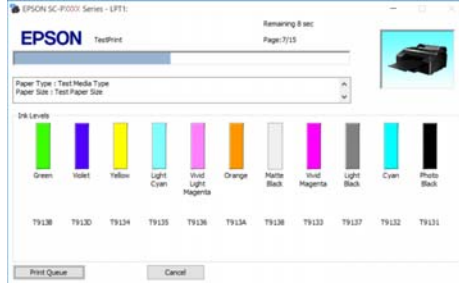 EPSON SC-PXXXX Series - LPT1:
EPSON
TestPrint
Remaining 8 sec
Page:7/15
Paper Type : Test Media Type
Paper Size : Test Paper Size
Ink Levels
Green Violet Yellow Light Cyan Vivid Light Magenta Orange Matte Black Vivid Magenta Light Black Cyan Photo Black
T913B T913D T9134 T9135 T9136 T913A T9138 T9133 T9137 T9132 T9131
Print Queue Cancel